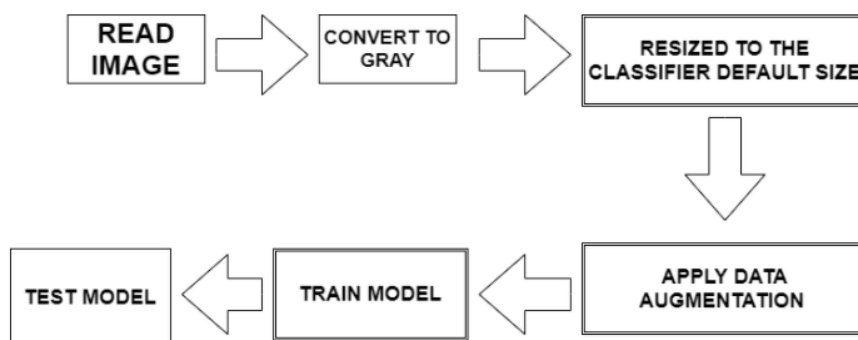 READ
IMAGE
CONVERT TO
GRAY
RESIZED TO THE
CLASSIFIER DEFAULT SIZE
APPLY DATA
AUGMENTATION
TRAIN MODEL
TEST MODEL